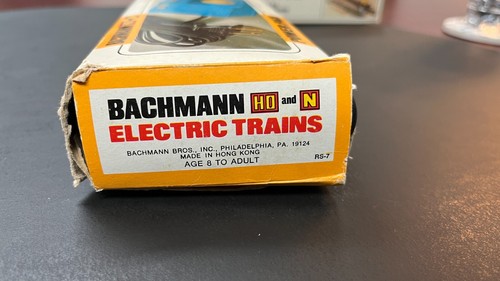 BACHMANN HO and N
ELECTRIC TRAINS
BACHMANN BROS., INC., PHILADELPHIA, PA. 19124
MADE IN HONG KONG
AGE 8 TO ADULT
RS-7